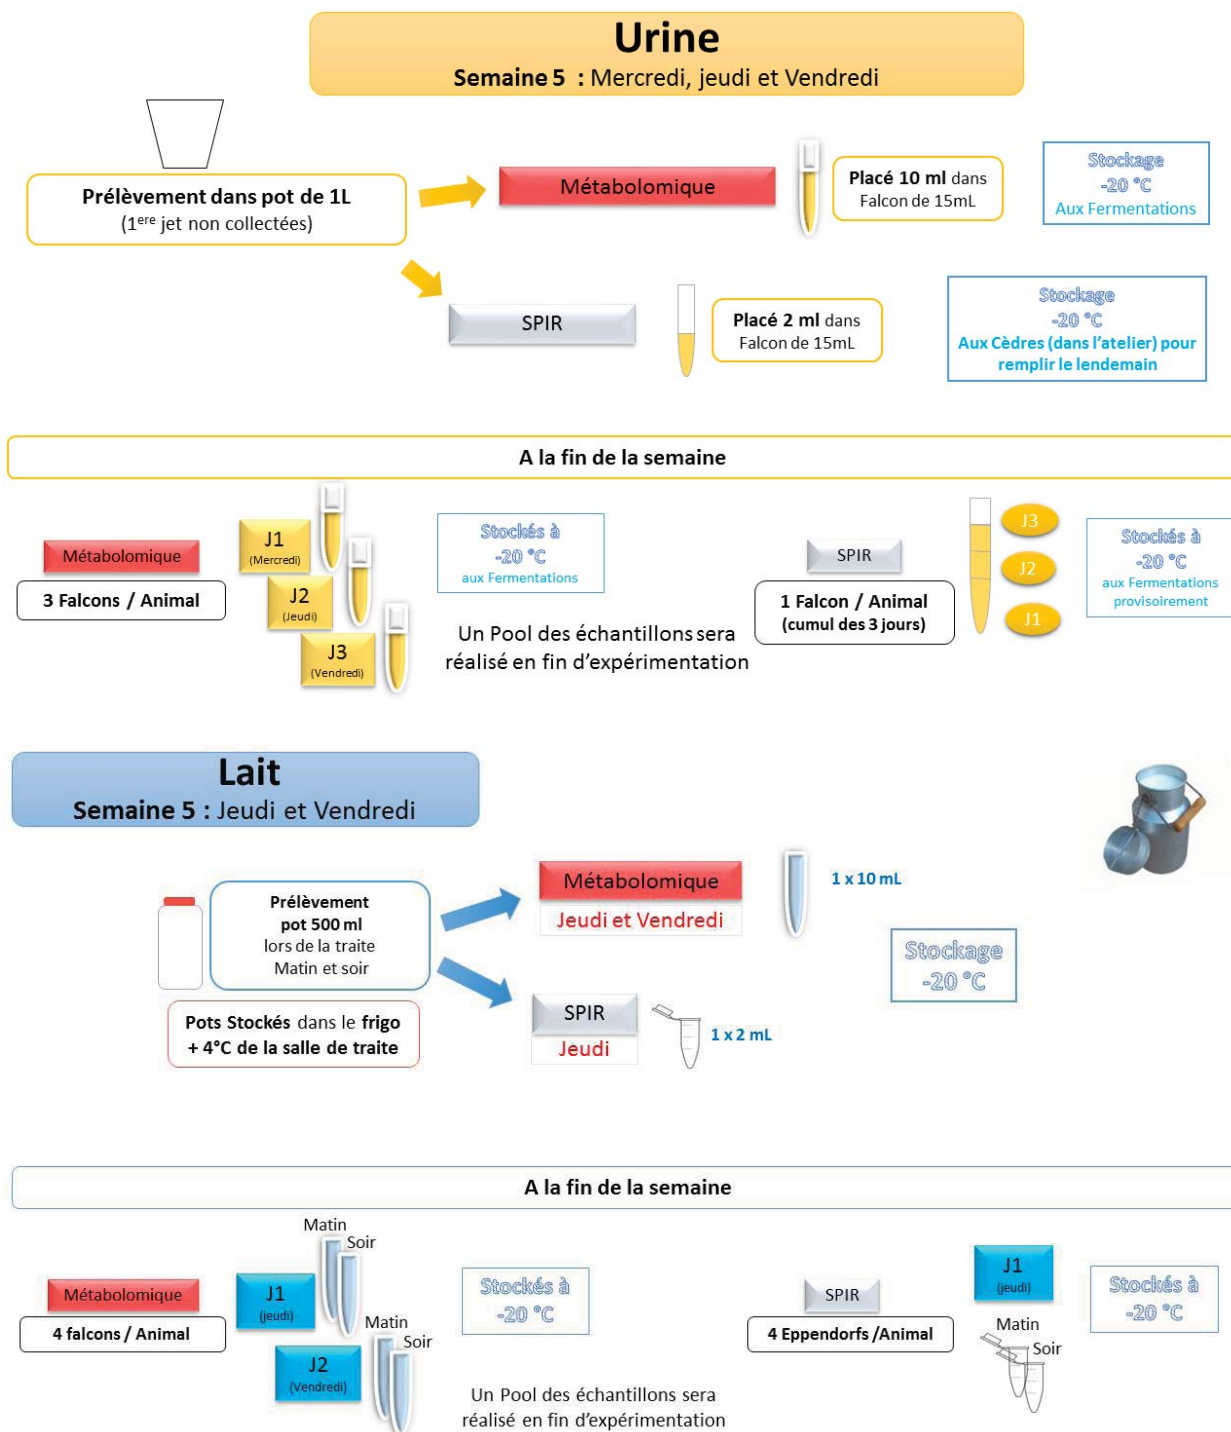 Urine
Semaine 5 : Mercredi, jeudi et Vendredi
Prélèvement dans pot de 1L
(1ere jet non collectées)
Métabolomique
Placé 10 ml dans
Falcon de 15mL
Stockage
-20 °C
Aux Fermentations
SPIR
Placé 2 ml dans
Falcon de 15mL
Stockage
-20 °C
Aux Cèdres (dans l'atelier) pour
remplir le lendemain
A la fin de la semaine
Métabolomique
3 Falcons / Animal
J1
(Mercredi)
J2
(Jeudi)
J3
(Vendredi)
Stockés à
-20 °C
aux Fermentations
Un Pool des échantillons sera
réalisé en fin d'expérimentation
SPIR
1 Falcon / Animal
(cumul des 3 jours)
J3
J2
J1
Stockés à
-20 °C
aux Fermentations
provisoirement
Lait
Semaine 5 : Jeudi et Vendredi
Prélèvement
pot 500 ml
lors de la traite
Matin et soir
Pots Stockés dans le frigo
+ 4°C de la salle de traite
Métabolomique
Jeudi et Vendredi
1 x 10 mL
SPIR
Jeudi
1 x 2 mL
Stockage
-20 °C
A la fin de la semaine
Métabolomique
4 falcons / Animal
J1
(jeudi)
Matin
Soir
J2
(Vendredi)
Matin
Soir
Stockés à
-20 °C
Un Pool des échantillons sera
réalisé en fin d'expérimentation
SPIR
4 Eppendorfs /Animal
J1
(jeudi)
Matin
Soir
Stockés à
-20 °C